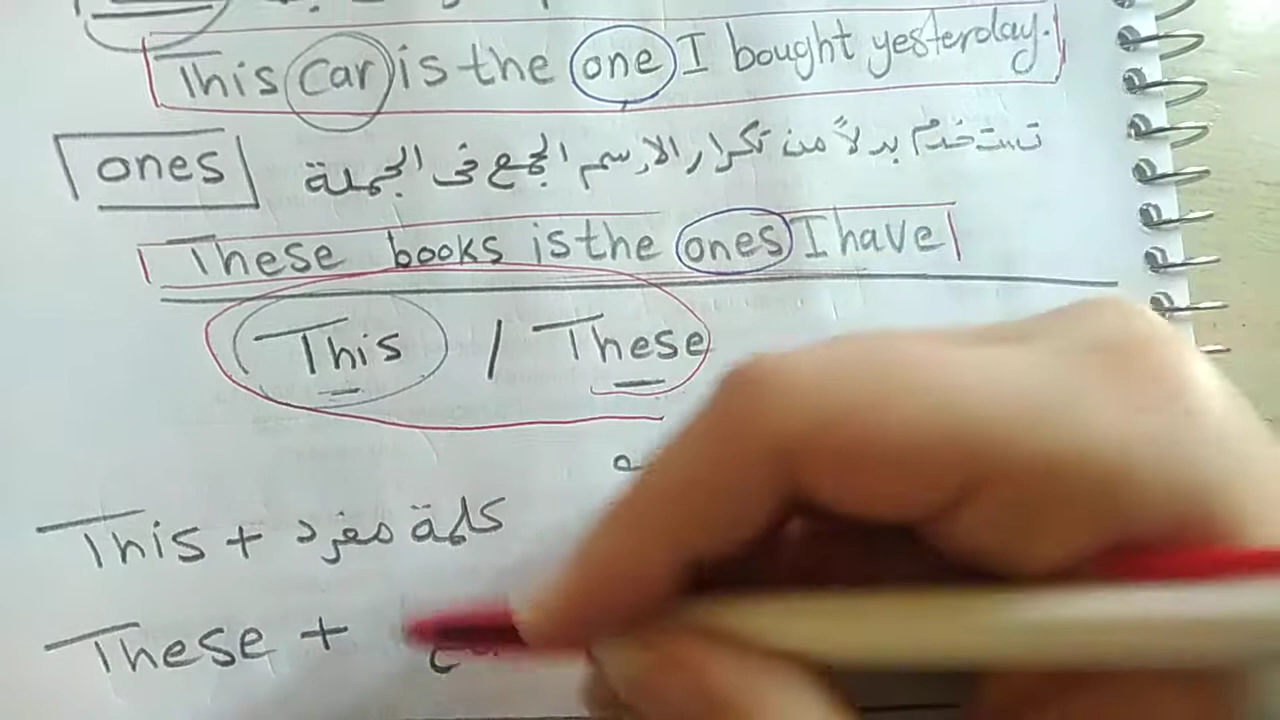 This car is the one I bought yesterday.
ones تستخدم بدلاً من تكرار الاسم الجمع فى الجملة
These books is the ones I have
This / These
This + كلمة مفرد
These +